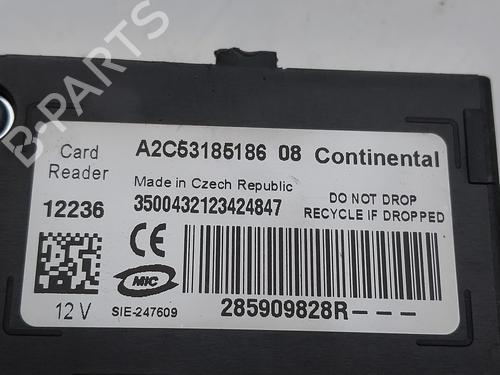 Card Reader
A2C53185186 08 Continental
Made in Czech Republic
12236
3500432123424847
DO NOT DROP
RECYCLE IF DROPPED
CE
MIC
12 V
SIE-247609
285909828R---
B-PARTS